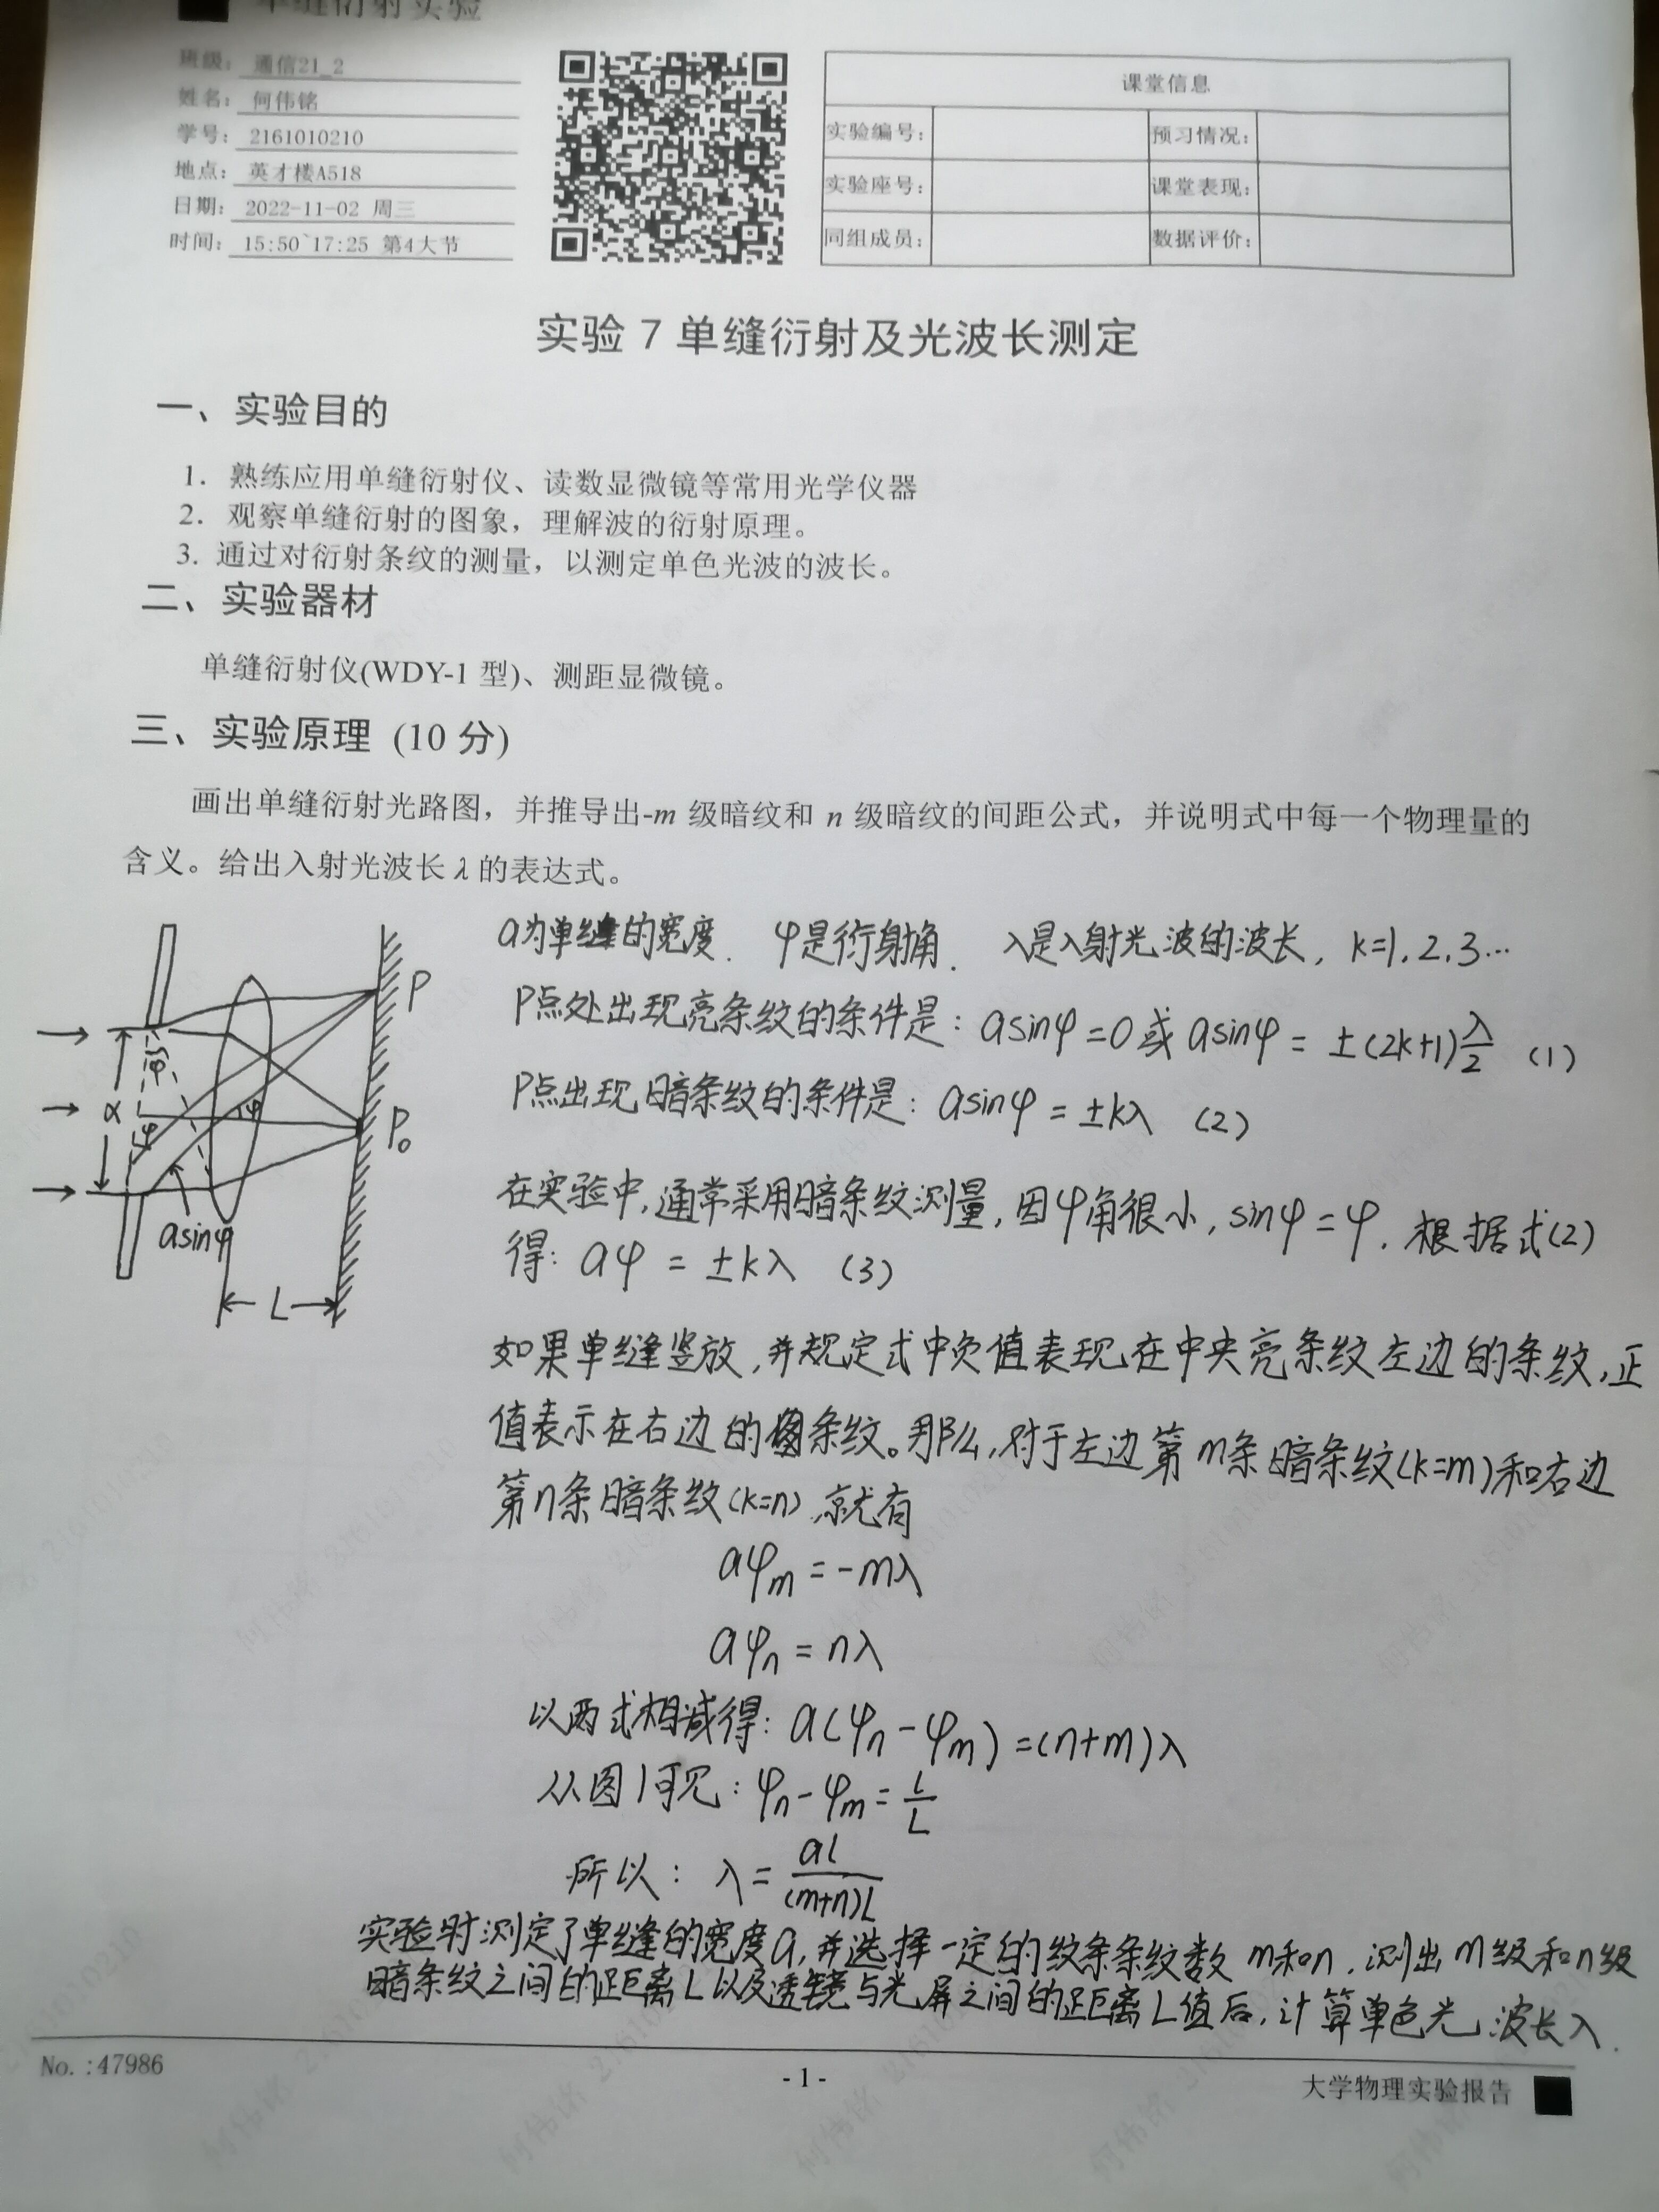 单缝衍射实验
班级: 通信21_2
姓名: 何伟铭
学号: 2161010210
地点: 英才楼A518
日期: 2022-11-02 周三
时间: 15:50~17:25 第4大节
课堂信息
实验编号: 预习情况:
实验座号: 课堂表现:
同组成员: 数据评价:
实验 7 单缝衍射及光波长测定
一、实验目的
1. 熟练应用单缝衍射仪、读数显微镜等常用光学仪器
2. 观察单缝衍射的图象，理解波的衍射原理。
3. 通过对衍射条纹的测量，以测定单色光波的波长。
二、实验器材
单缝衍射仪(WDY-1 型)、测距显微镜。
三、实验原理 (10 分)
画出单缝衍射光路图，并推导出-m 级暗纹和 n 级暗纹的间距公式，并说明式中每一个物理量的
含义。给出入射光波长 λ 的表达式。
a为单缝的宽度. φ是衍射角. λ是入射光波的波长, k=1,2,3…
P点处出现亮条纹的条件是: asinφ=0或 asinφ= ±(2k+1)λ/2 (1)
P点出现暗条纹的条件是: asinφ=±kλ (2)
在实验中,通常采用暗条纹测量,因φ角很小, sinφ=φ. 根据式(2)
得: aφ = ±kλ (3)
P
φ
a
φ
φ
P₀
asinφ
L
如果单缝竖放,并规定式中负值表现在中央亮条纹左边的条纹,正
值表示在右边的条纹。那么,对于左边第m条暗条纹(k=m)和右边
第n条暗条纹(k=n),就有
aφm=-mλ
aφn=nλ
以两式相减得: a(φn-φm)=(n+m)λ
从图1可见: φn-φm=l/L
所以: λ= al/(m+n)L
实验时测定了单缝的宽度a,并选择一定的纹条条纹数 m和n, 测出m级和n级
暗条纹之间的距离L以及透镜与光屏之间的距离L值后,计算单色光波长λ.
No. :47986
- 1 -
大学物理实验报告
何伟铭 2161010210